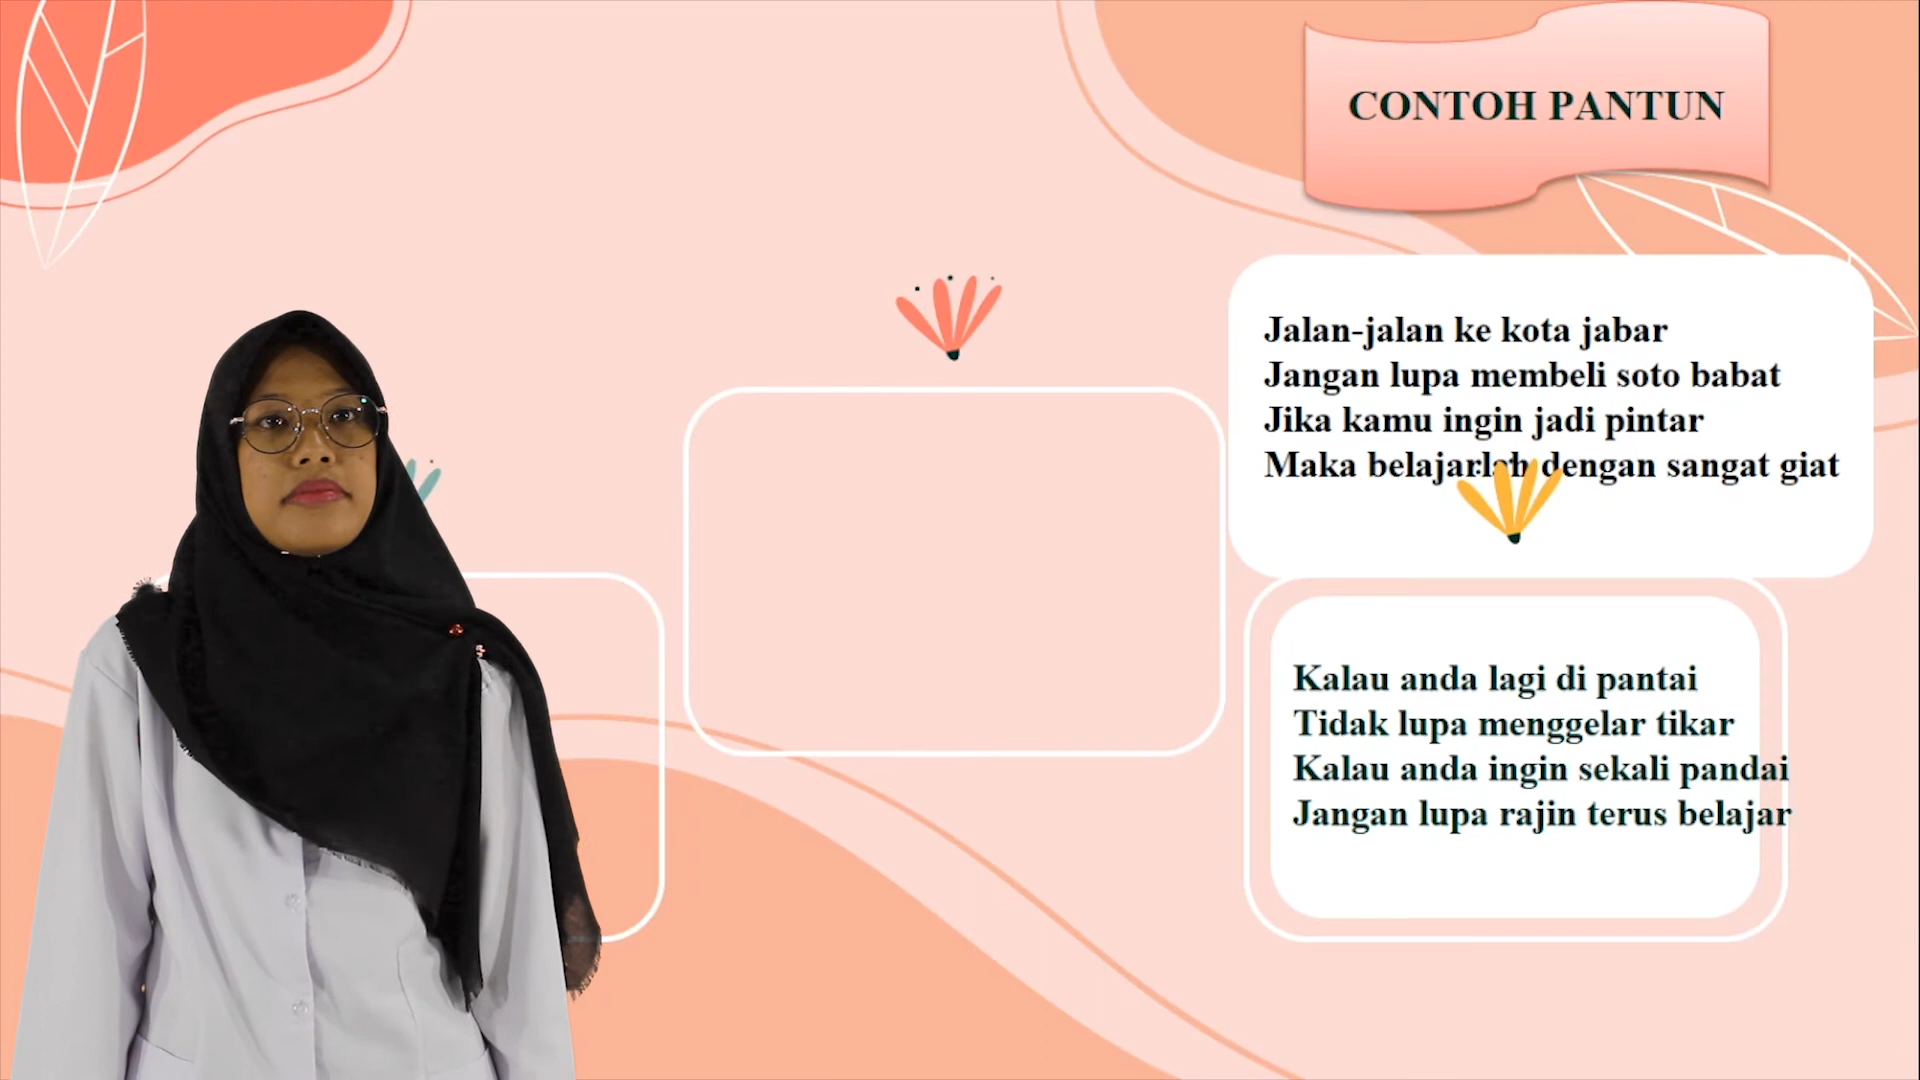 CONTOH PANTUN
Jalan-jalan ke kota jabar
Jangan lupa membeli soto babat
Jika kamu ingin jadi pintar
Maka belajarlah dengan sangat giat
Kalau anda lagi di pantai
Tidak lupa menggelar tikar
Kalau anda ingin sekali pandai
Jangan lupa rajin terus belajar